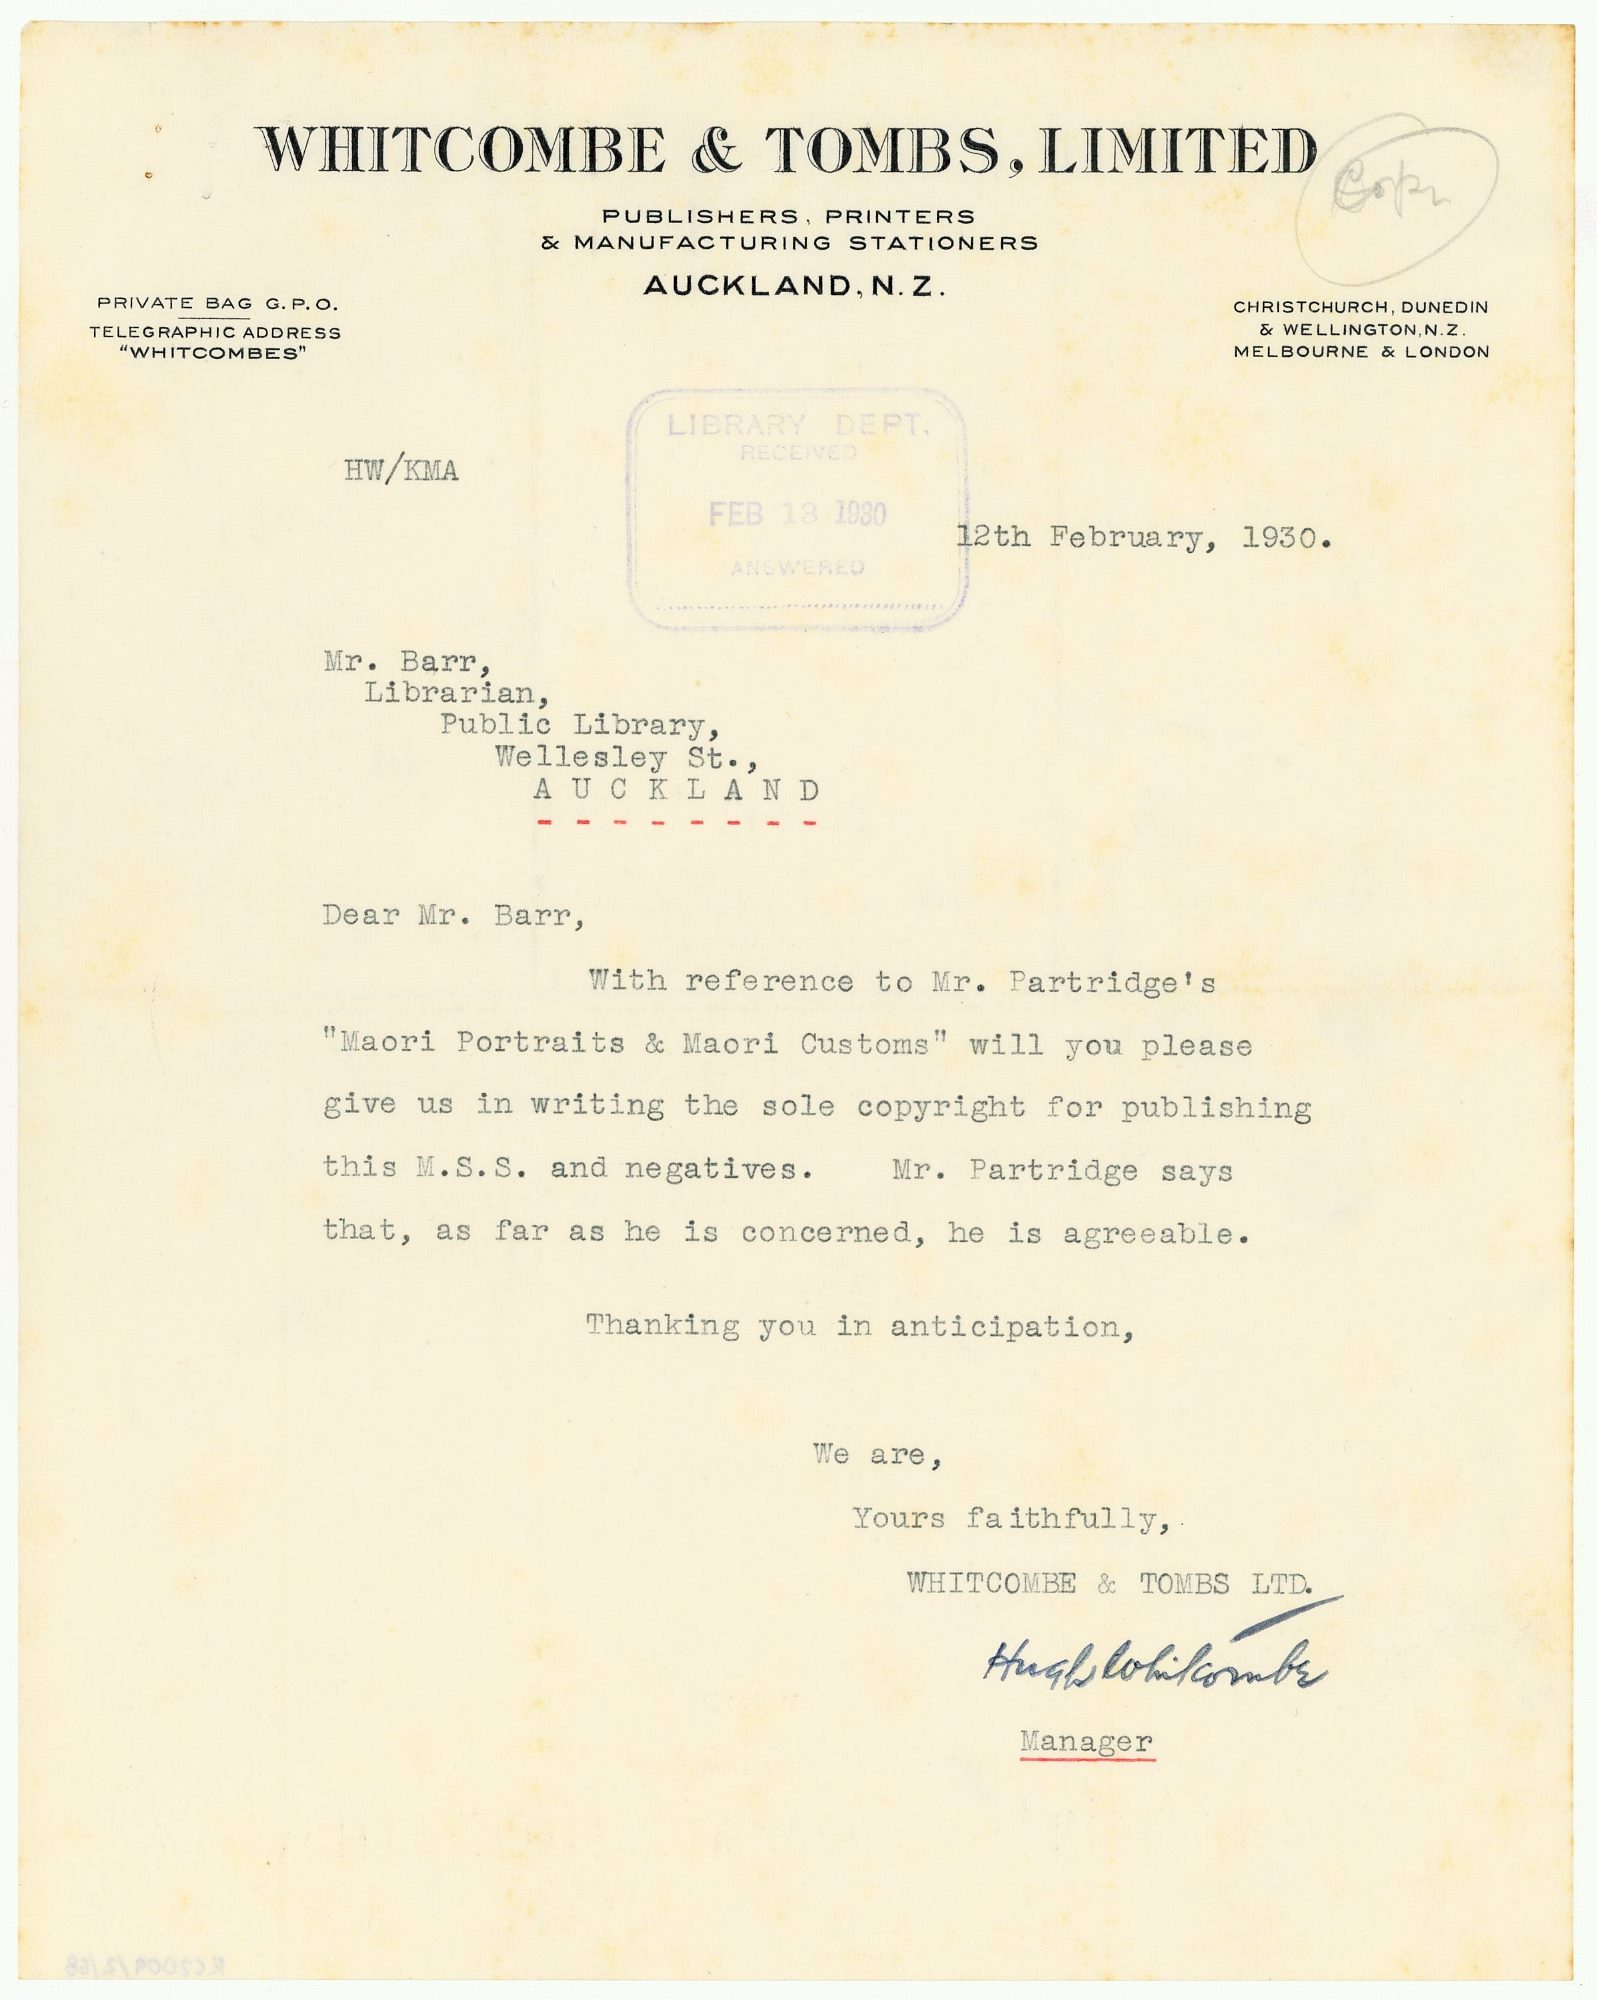 WHITCOMBE & TOMBS, LIMITED
PUBLISHERS, PRINTERS
& MANUFACTURING STATIONERS
AUCKLAND, N.Z.
PRIVATE BAG G.P.O.
TELEGRAPHIC ADDRESS
"WHITCOMBES"
CHRISTCHURCH, DUNEDIN
& WELLINGTON, N.Z.
MELBOURNE & LONDON
LIBRARY DEPT.
RECEIVED
FEB 13 1930
ANSWERED
HW/KMA
12th February, 1930.
Mr. Barr,
Librarian,
Public Library,
Wellesley St.,
A U C K L A N D
Dear Mr. Barr,
With reference to Mr. Partridge's
"Maori Portraits & Maori Customs" will you please
give us in writing the sole copyright for publishing
this M.S.S. and negatives. Mr. Partridge says
that, as far as he is concerned, he is agreeable.
Thanking you in anticipation,
We are,
Yours faithfully,
WHITCOMBE & TOMBS LTD.
Hugh Whitcombe
Manager
RC2009/2/68